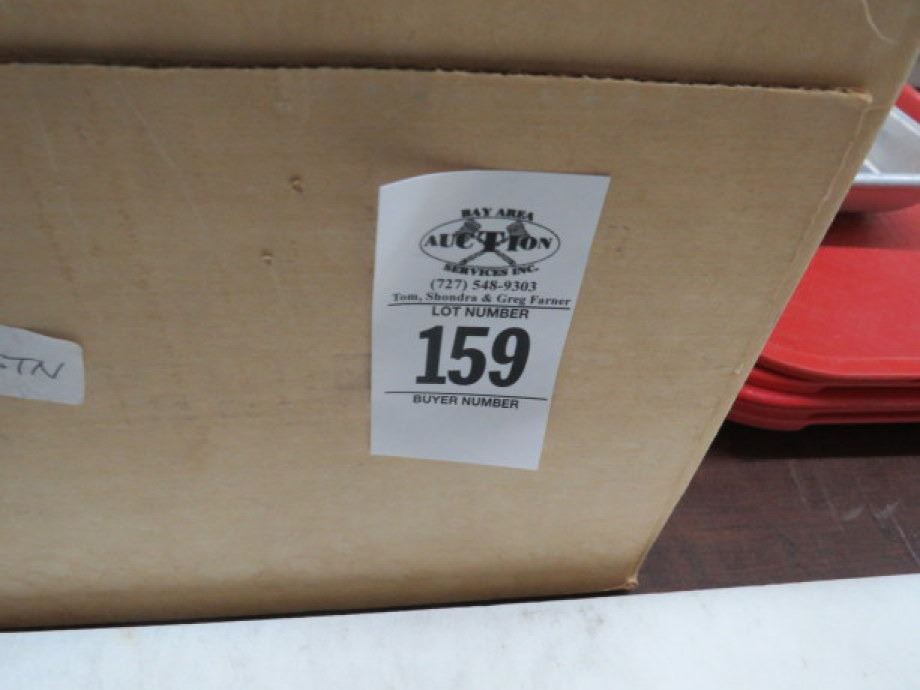 BAY AREA
AUCTION
SERVICES INC.
(727) 548-9303
Tom, Shondra & Greg Farner
LOT NUMBER
159
BUYER NUMBER